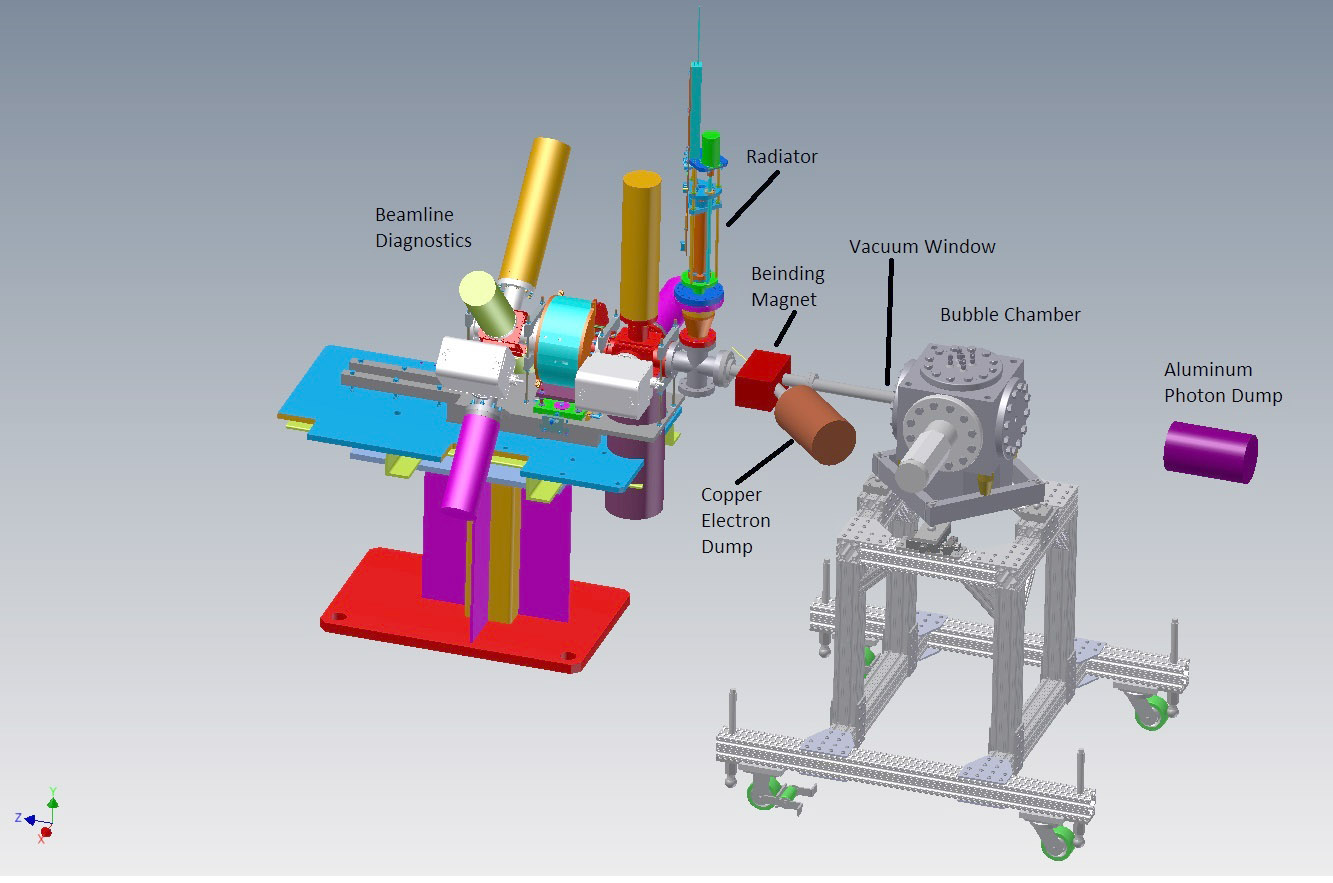 Radiator
Beamline
Diagnostics
Vacuum Window
Beinding
Magnet
Bubble Chamber
Aluminum
Photon Dump
Copper
Electron
Dump
Y
Z
X